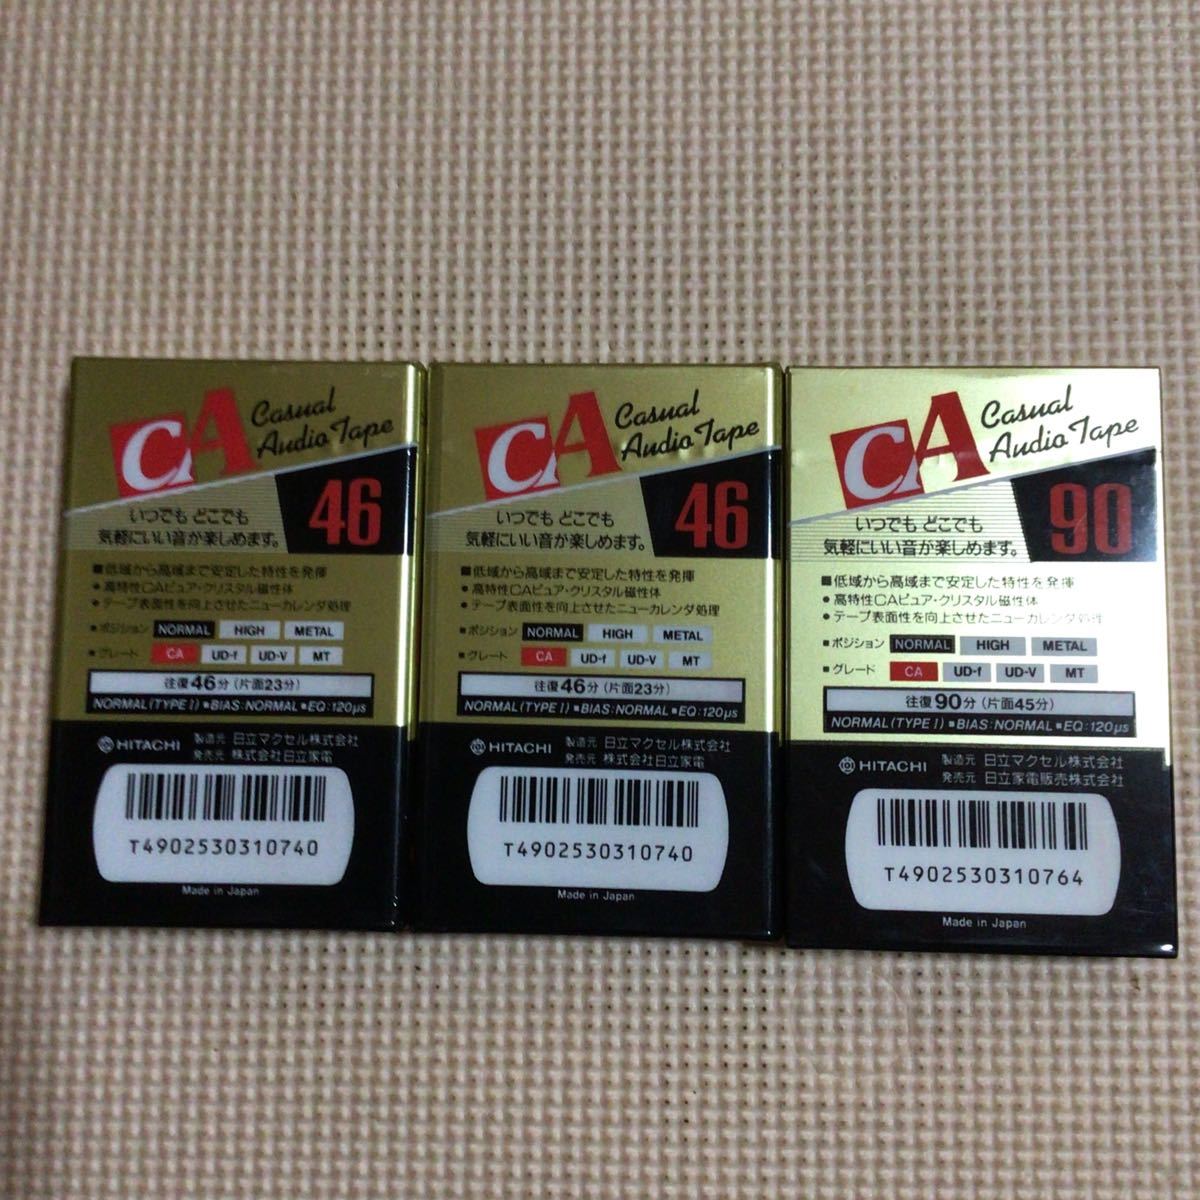 CA Casual
Audio Tape
46
いつでも どこでも
気軽にいい音が楽しめます。
■低域から高域まで安定した特性を発揮
●高特性CAピュア・クリスタル磁性体
●テープ表面性を向上させたニューカレンダ処理
■ポジション NORMAL HIGH METAL
■グレード CA UD-f UD-V MT
往復46分(片面23分)
NORMAL(TYPE I) ■BIAS:NORMAL ■EQ:120μs
HITACHI 製造元 日立マクセル株式会社
発売元 株式会社日立家電
T4902530310740
Made in Japan
CA Casual
Audio Tape
46
いつでも どこでも
気軽にいい音が楽しめます。
■低域から高域まで安定した特性を発揮
●高特性CAピュア・クリスタル磁性体
●テープ表面性を向上させたニューカレンダ処理
■ポジション NORMAL HIGH METAL
■グレード CA UD-f UD-V MT
往復46分(片面23分)
NORMAL(TYPE I) ■BIAS:NORMAL ■EQ:120μs
HITACHI 製造元 日立マクセル株式会社
発売元 株式会社日立家電
T4902530310740
Made in Japan
CA Casual
Audio Tape
90
いつでも どこでも
気軽にいい音が楽しめます。
■低域から高域まで安定した特性を発揮
●高特性CAピュア・クリスタル磁性体
●テープ表面性を向上させたニューカレンダ処理
■ポジション NORMAL HIGH METAL
■グレード CA UD-f UD-V MT
往復90分(片面45分)
NORMAL(TYPE I) ■BIAS:NORMAL ■EQ:120μs
HITACHI 製造元 日立マクセル株式会社
発売元 日立家電販売株式会社
T4902530310764
Made in Japan